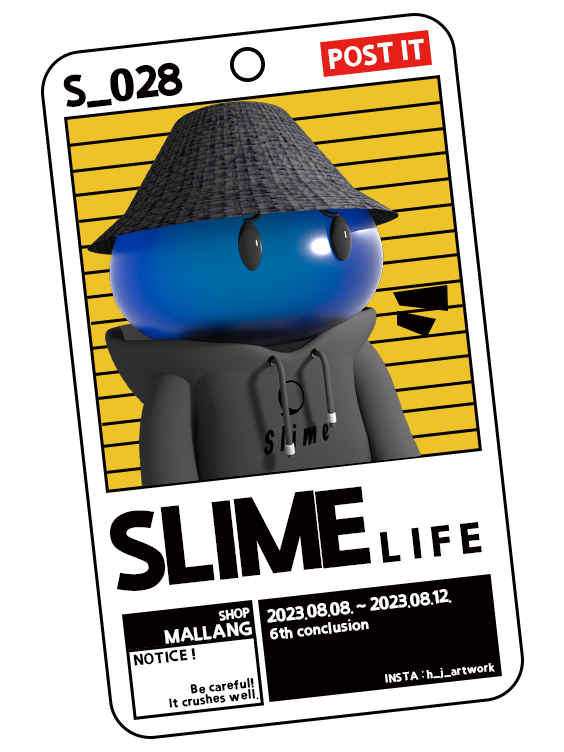 S_028
POST IT
Slime
SLIME LIFE
SHOP
MALLANG
NOTICE !
Be careful!
It crushes well.
2023.08.08. ~ 2023.08.12.
6th conclusion
INSTA : h_j_artwork